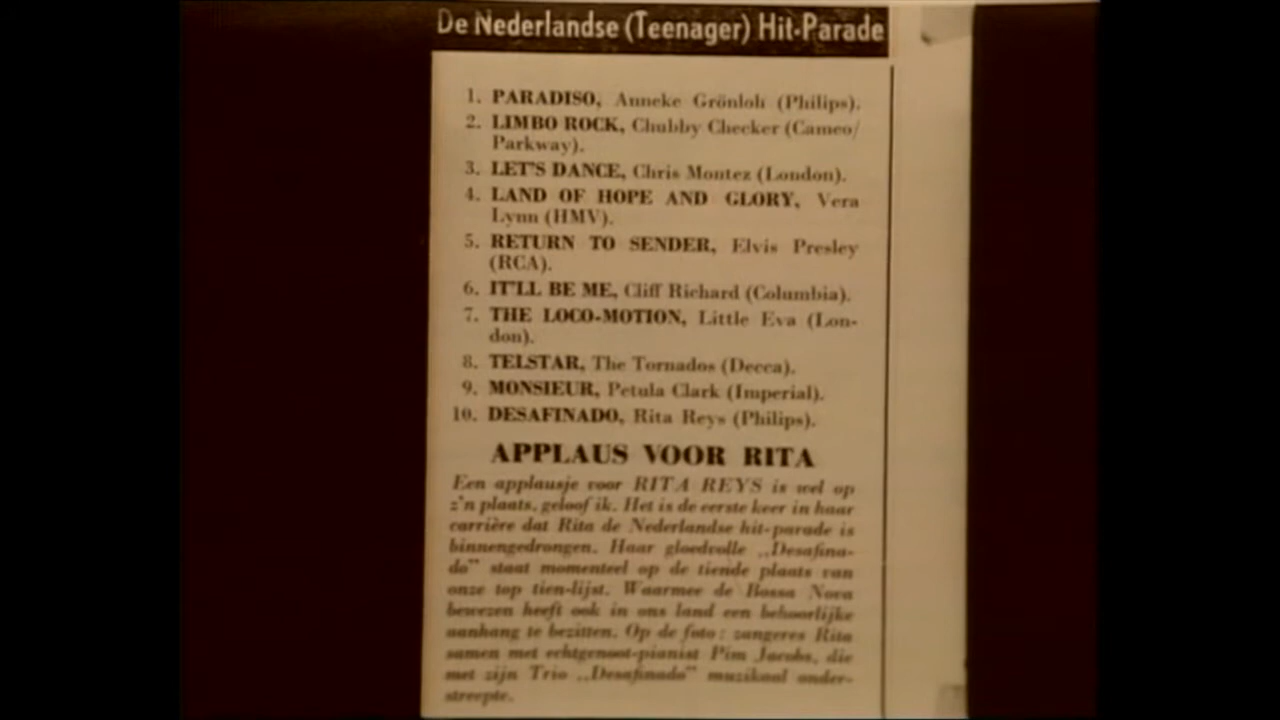 De Nederlandse (Teenager) Hit-Parade
1. PARADISO, Anneke Grönloh (Philips).
2. LIMBO ROCK, Chubby Checker (Cameo/
Parkway).
3. LET'S DANCE, Chris Montez (London).
4. LAND OF HOPE AND GLORY, Vera
Lynn (HMV).
5. RETURN TO SENDER, Elvis Presley
(RCA).
6. IT'LL BE ME, Cliff Richard (Columbia).
7. THE LOCO-MOTION, Little Eva (Lon-
don).
8. TELSTAR, The Tornados (Decca).
9. MONSIEUR, Petula Clark (Imperial).
10. DESAFINADO, Rita Reys (Philips).
APPLAUS VOOR RITA
Een applausje voor RITA REYS is wel op
z'n plaats, geloof ik. Het is de eerste keer in haar
carrière dat Rita de Nederlandse hit-parade is
binnengedrongen. Haar gloedvolle „Desafina-
do” staat momenteel op de tiende plaats van
onze top tien-lijst. Waarmee de Bossa Nova
bewezen heeft ook in ons land een behoorlijke
aanhang te bezitten. Op de foto: zangeres Rita
samen met echtgenoot-pianist Pim Jacobs, die
met zijn Trio „Desafinado” muzikaal onder-
streepte.